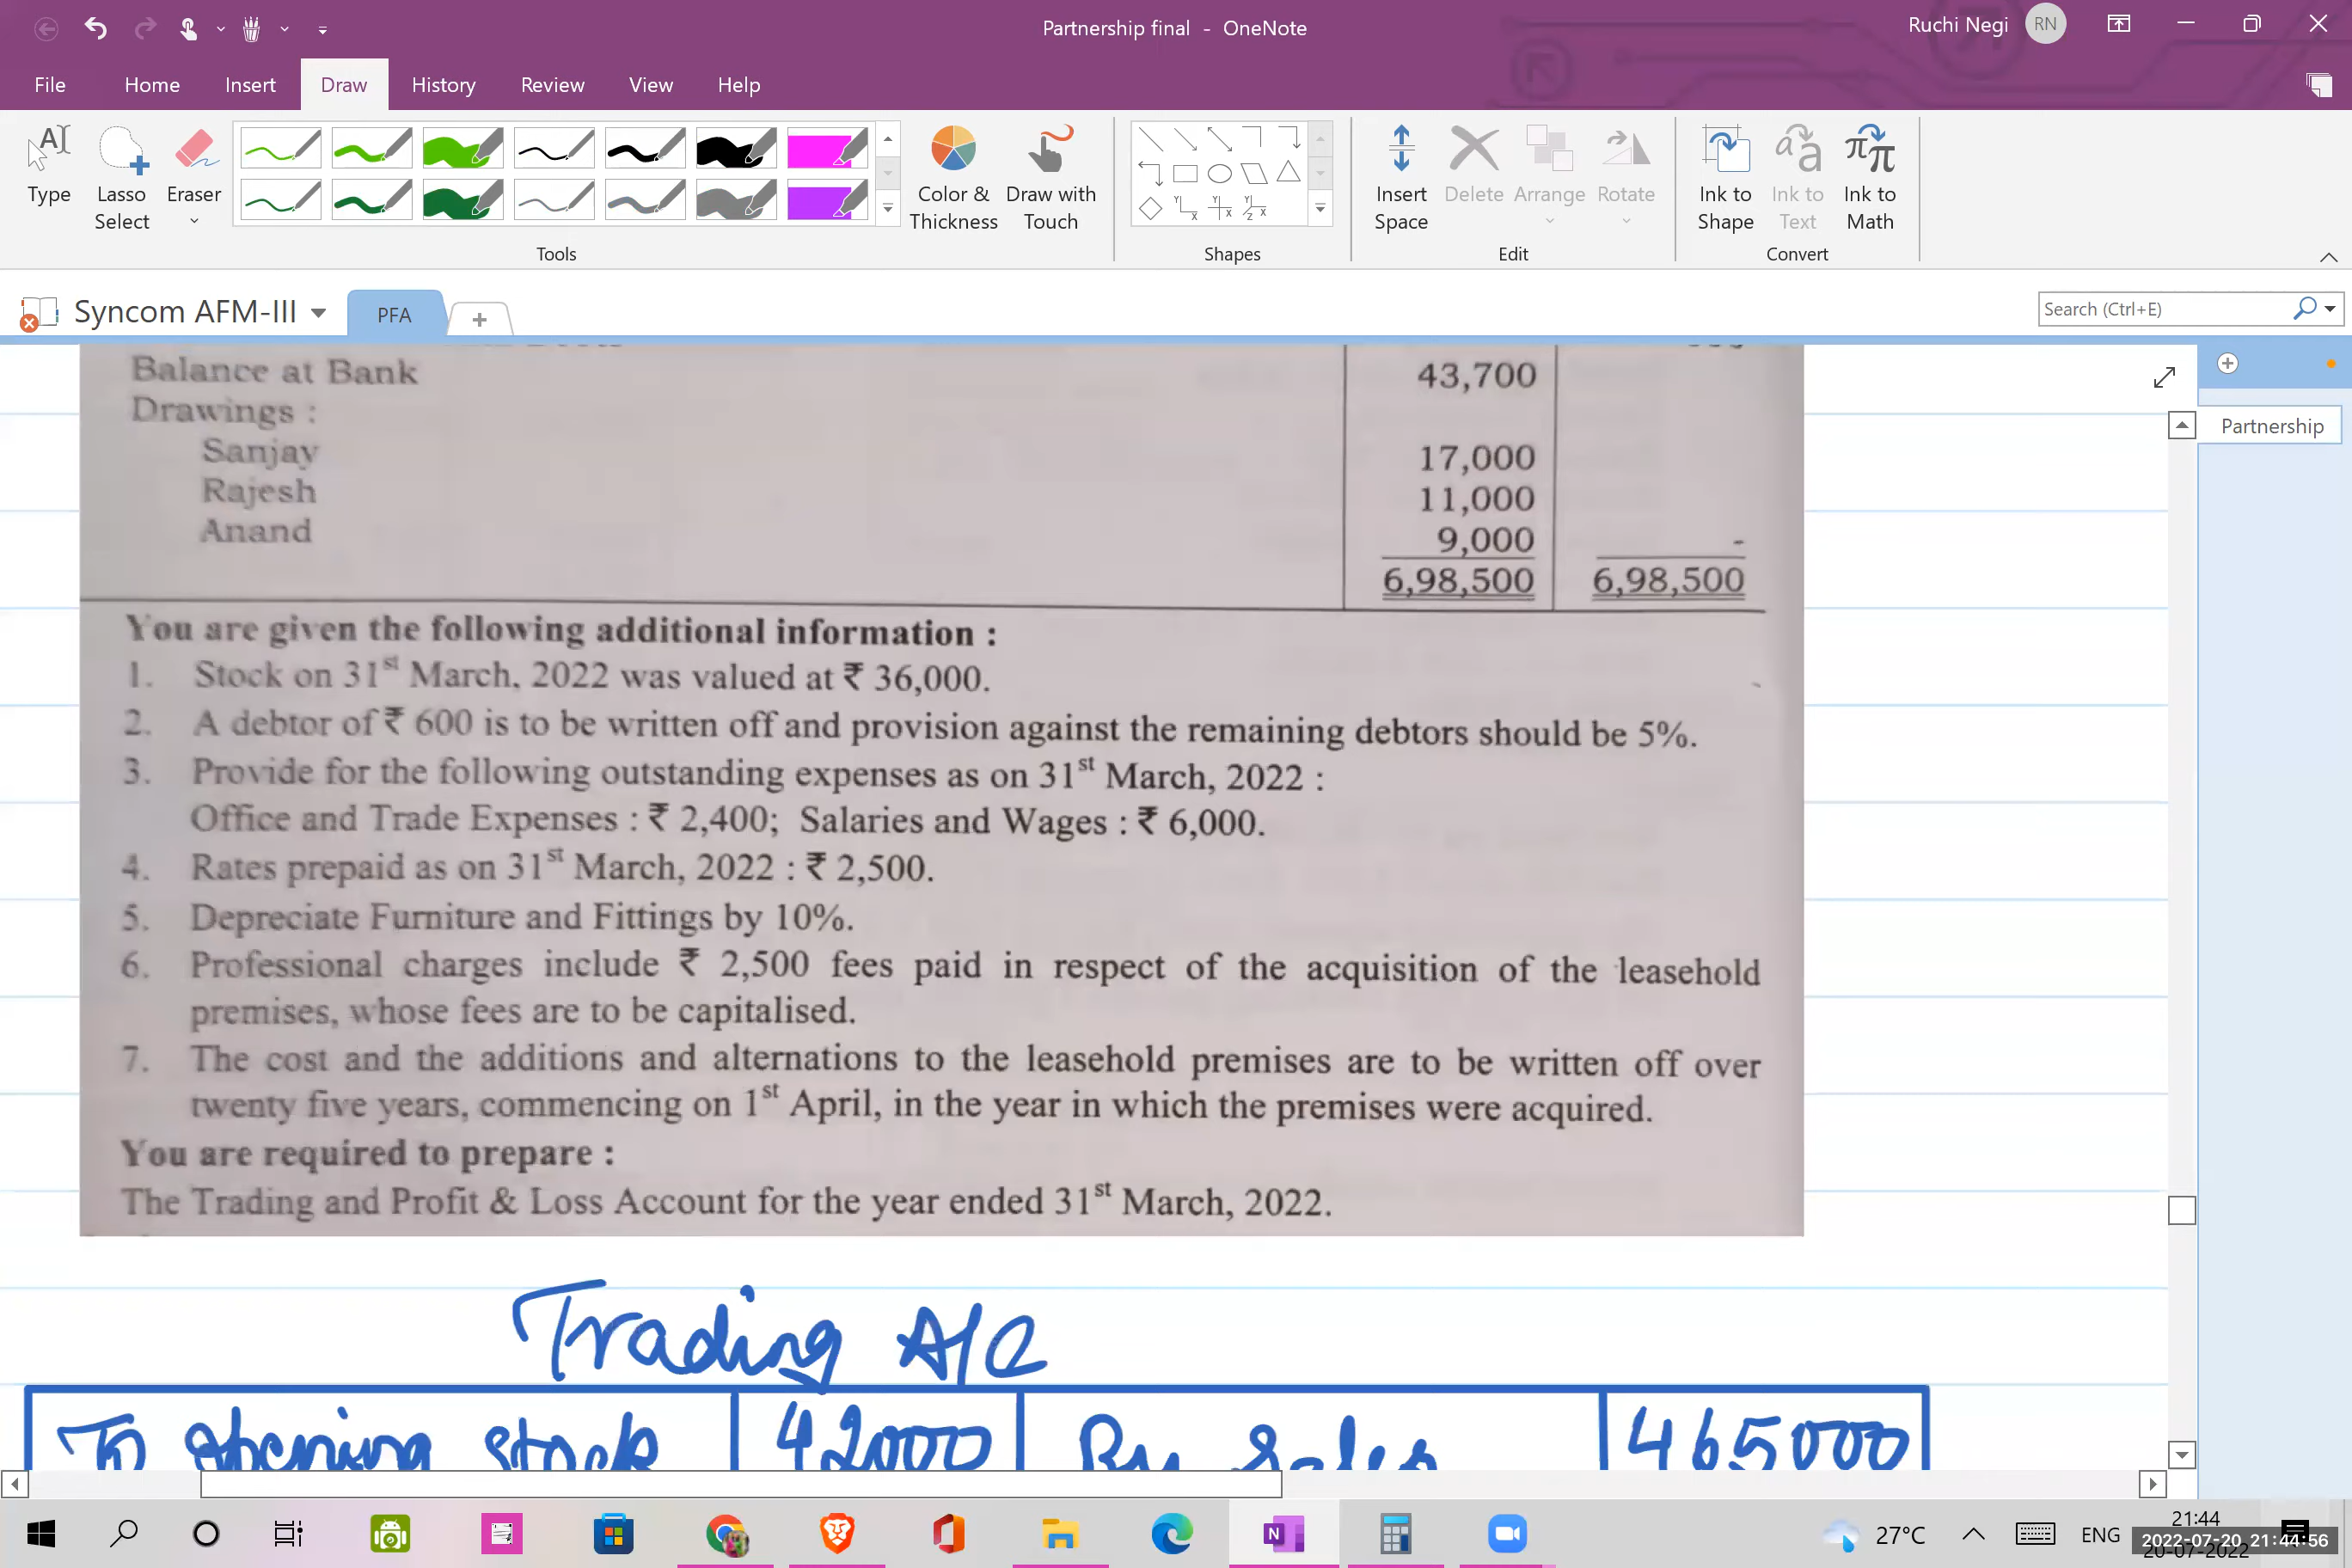 Partnership final - OneNote
Ruchi Negi RN
File Home Insert Draw History Review View Help
Type
Lasso Select
Eraser
Color & Thickness
Draw with Touch
Insert Space
Delete
Arrange
Rotate
Ink to Shape
Ink to Text
Ink to Math
Tools
Shapes
Edit
Convert
Syncom AFM-III PFA
Search (Ctrl+E)
Partnership
Balance at Bank 43,700
Drawings :
Sanjay 17,000
Rajesh 11,000
Anand 9,000 -
6,98,500 6,98,500
You are given the following additional information :
1. Stock on 31st March, 2022 was valued at ₹ 36,000.
2. A debtor of ₹ 600 is to be written off and provision against the remaining debtors should be 5%.
3. Provide for the following outstanding expenses as on 31st March, 2022 :
Office and Trade Expenses : ₹ 2,400; Salaries and Wages : ₹ 6,000.
4. Rates prepaid as on 31st March, 2022 : ₹ 2,500.
5. Depreciate Furniture and Fittings by 10%.
6. Professional charges include ₹ 2,500 fees paid in respect of the acquisition of the leasehold
premises, whose fees are to be capitalised.
7. The cost and the additions and alternations to the leasehold premises are to be written off over
twenty five years, commencing on 1st April, in the year in which the premises were acquired.
You are required to prepare :
The Trading and Profit & Loss Account for the year ended 31st March, 2022.
Trading A/C
To opening stock 42000 By Sales 465000
27°C
ENG
21:44
2022-07-20_21:44:56
20-07-2022